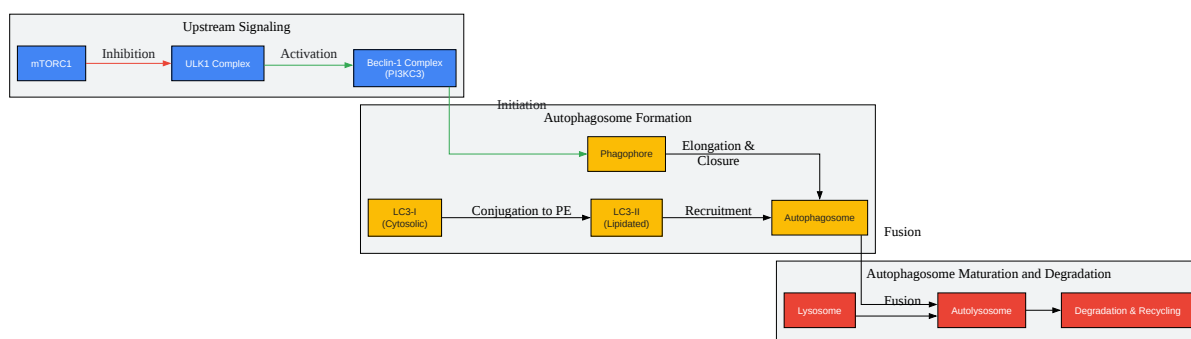 Upstream Signaling
mTORC1
Inhibition
ULK1 Complex
Activation
Beclin-1 Complex
(PI3KC3)
Initiation
Autophagosome Formation
Phagophore
Elongation &
Closure
LC3-I
(Cytosolic)
Conjugation to PE
LC3-II
(Lipidated)
Recruitment
Autophagosome
Fusion
Autophagosome Maturation and Degradation
Lysosome
Fusion
Autolysosome
Degradation & Recycling